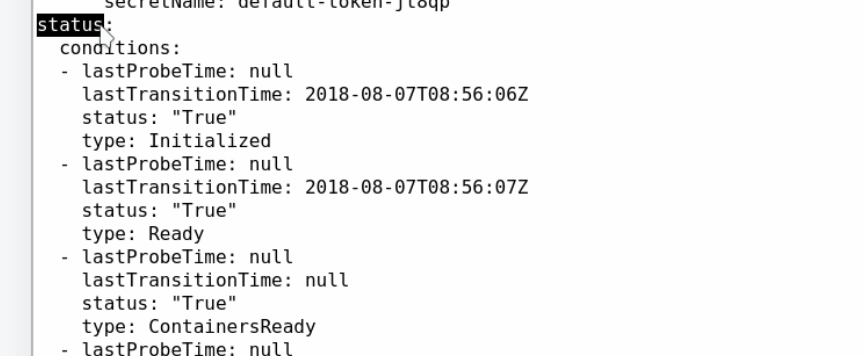 secretName: default-token-jl8qp
status:
conditions:
- lastProbeTime: null
lastTransitionTime: 2018-08-07T08:56:06Z
status: "True"
type: Initialized
- lastProbeTime: null
lastTransitionTime: 2018-08-07T08:56:07Z
status: "True"
type: Ready
- lastProbeTime: null
lastTransitionTime: null
status: "True"
type: ContainersReady
- lastProbeTime: null